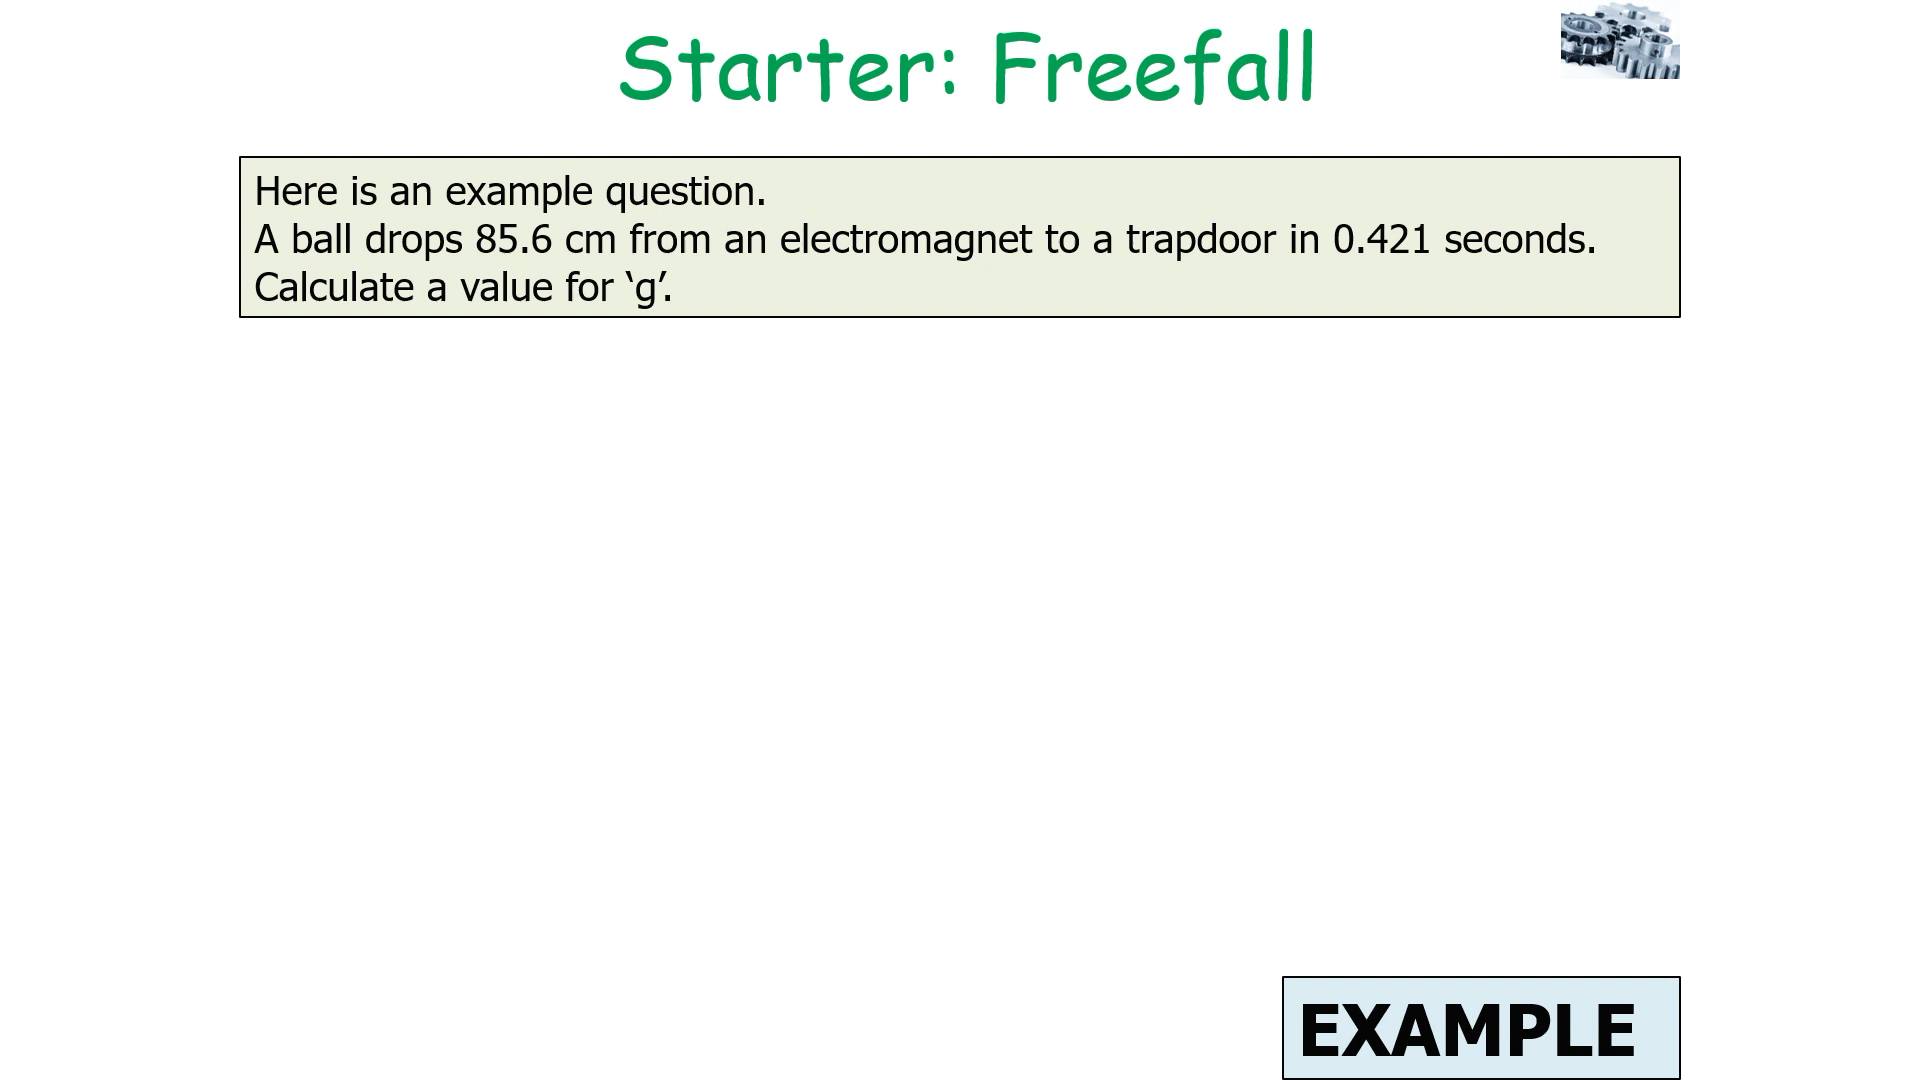 Starter: Freefall
Here is an example question.
A ball drops 85.6 cm from an electromagnet to a trapdoor in 0.421 seconds.
Calculate a value for ‘g’.
EXAMPLE